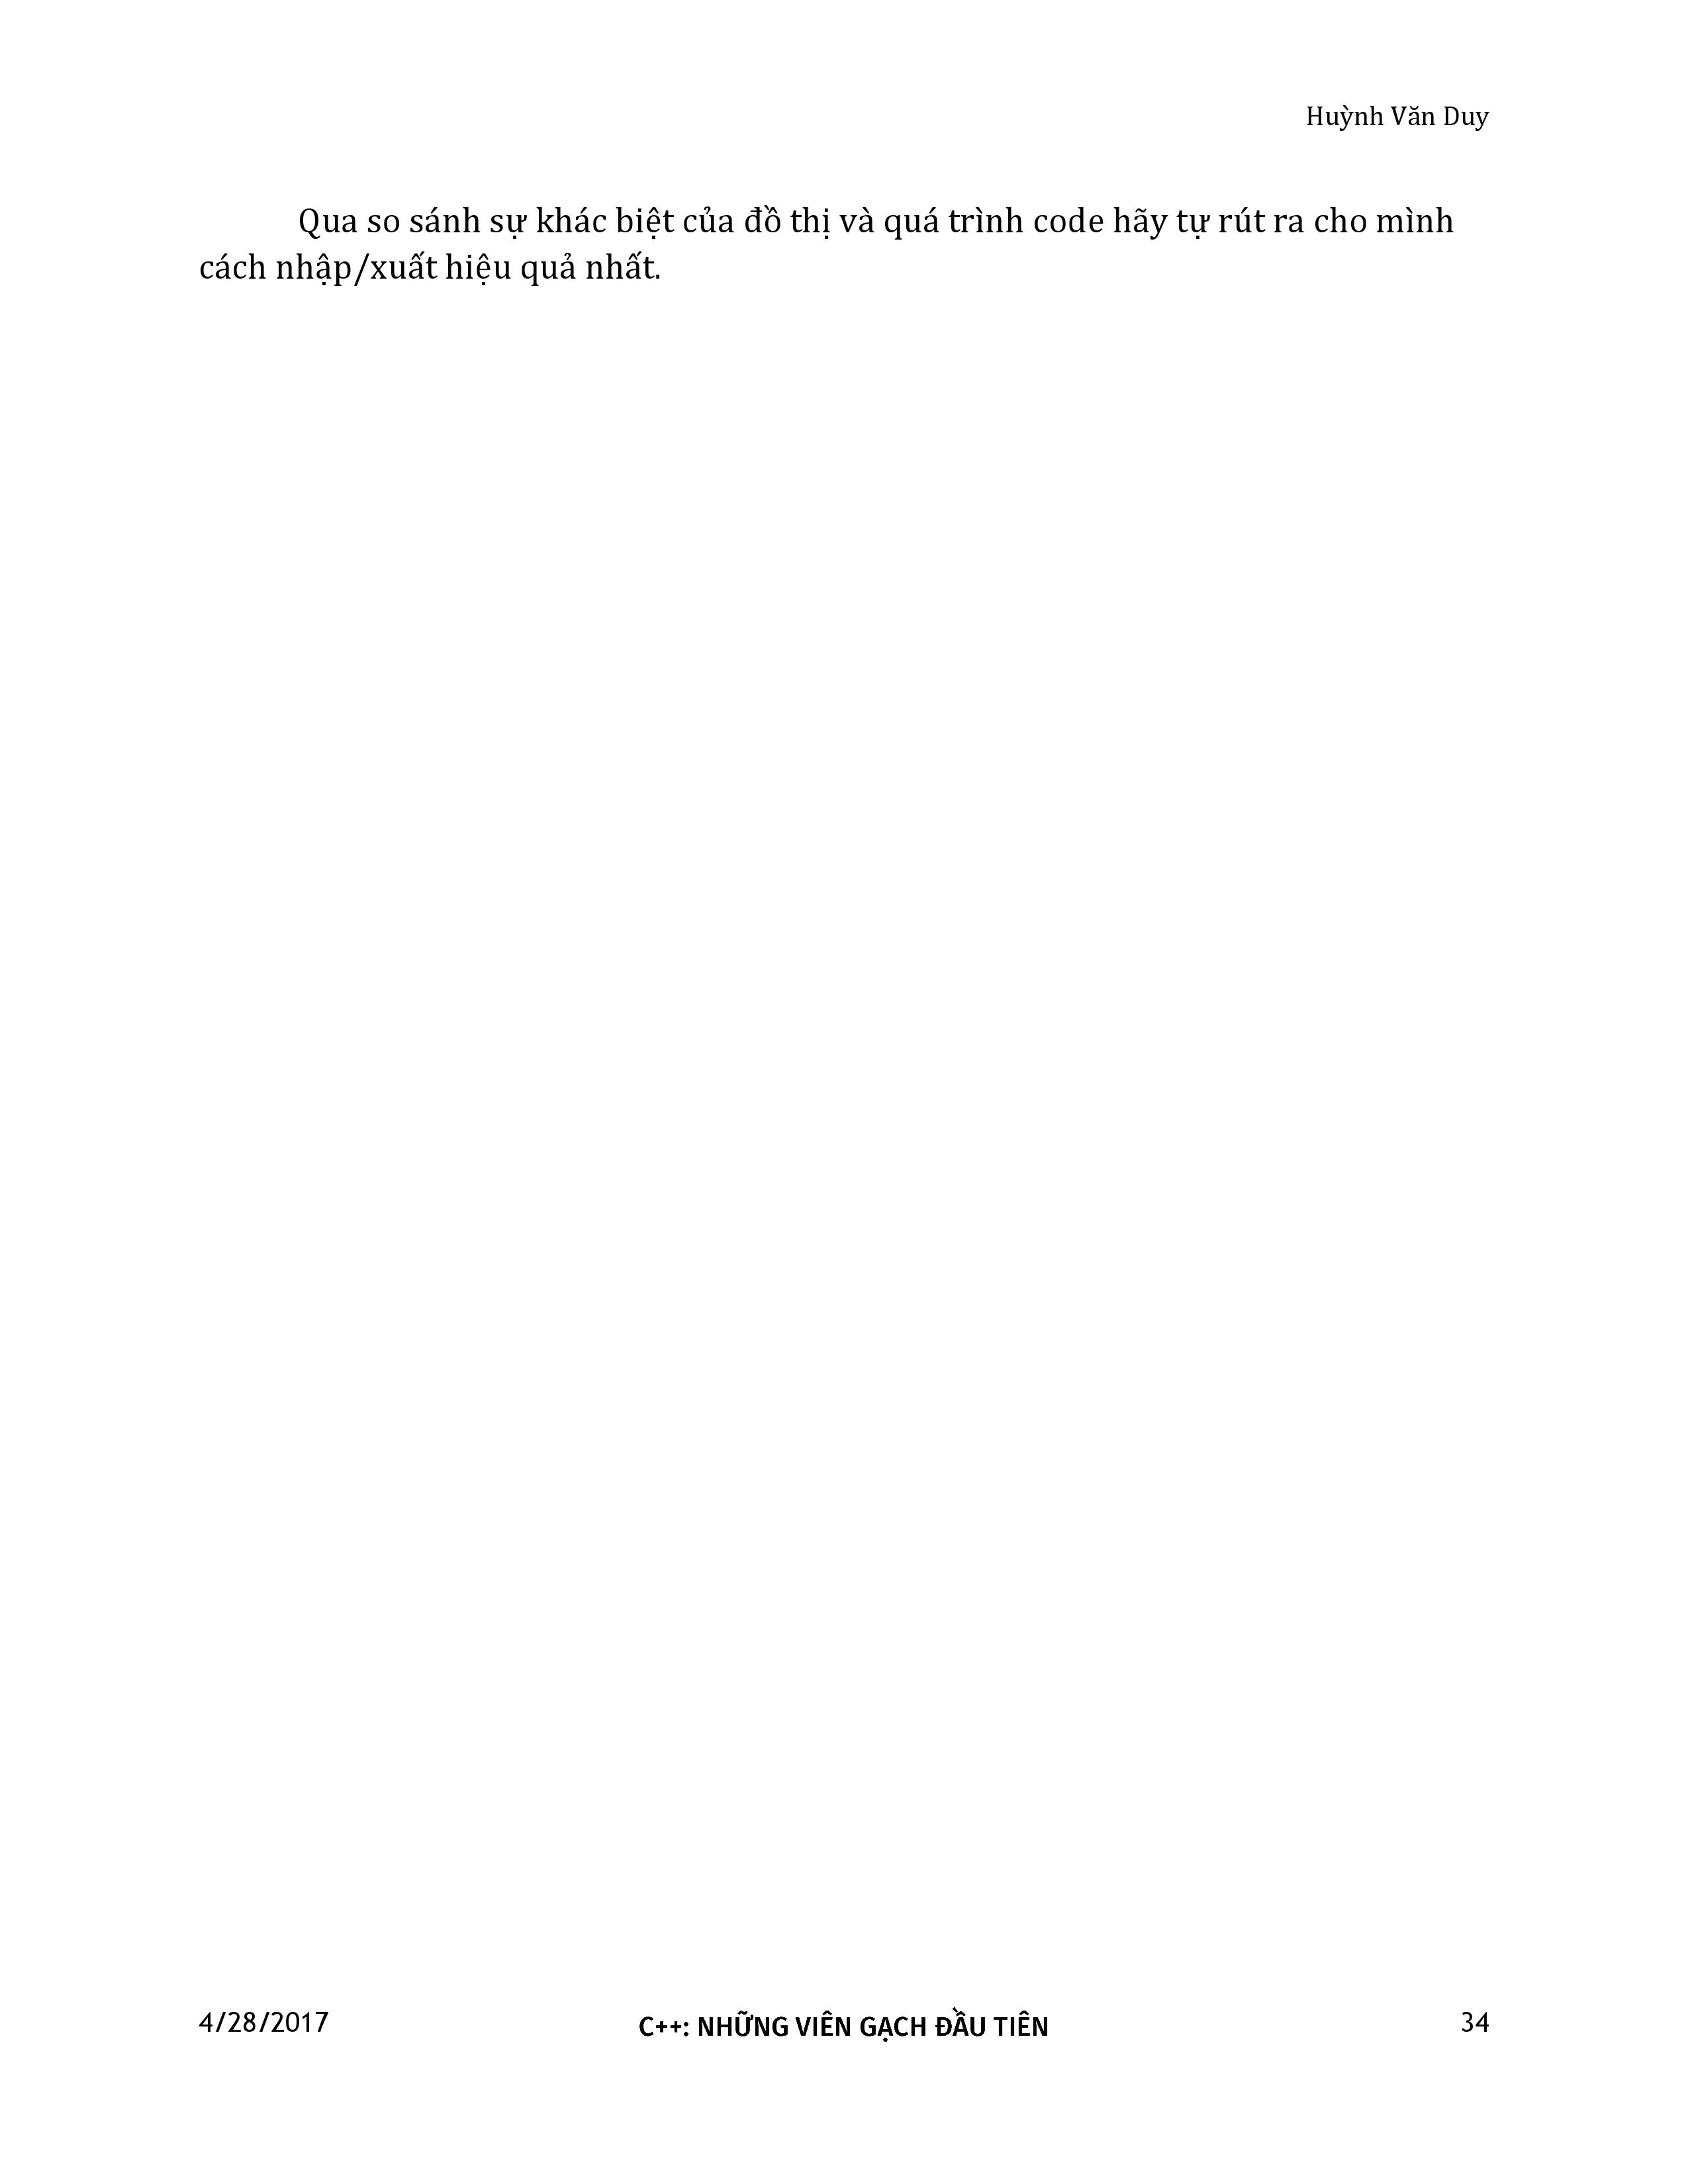 Huỳnh Văn Duy
Qua so sánh sự khác biệt của đồ thị và quá trình code hãy tự rút ra cho mình
cách nhập/xuất hiệu quả nhất.
4/28/2017 C++: NHỮNG VIÊN GẠCH ĐẦU TIÊN 34